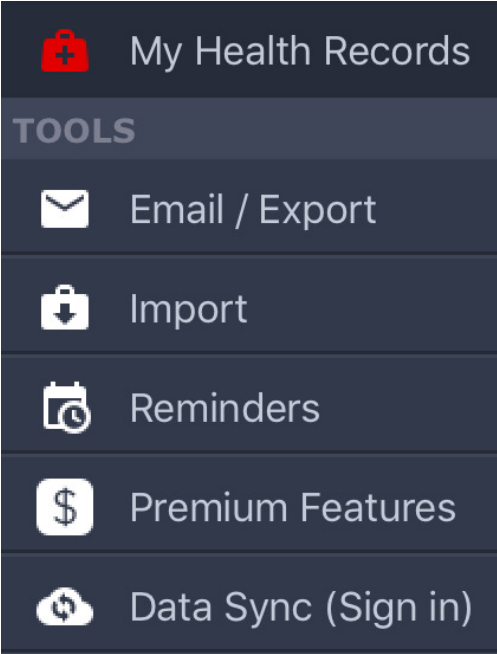 My Health Records
TOOLS
Email / Export
Import
Reminders
$ Premium Features
Data Sync (Sign in)